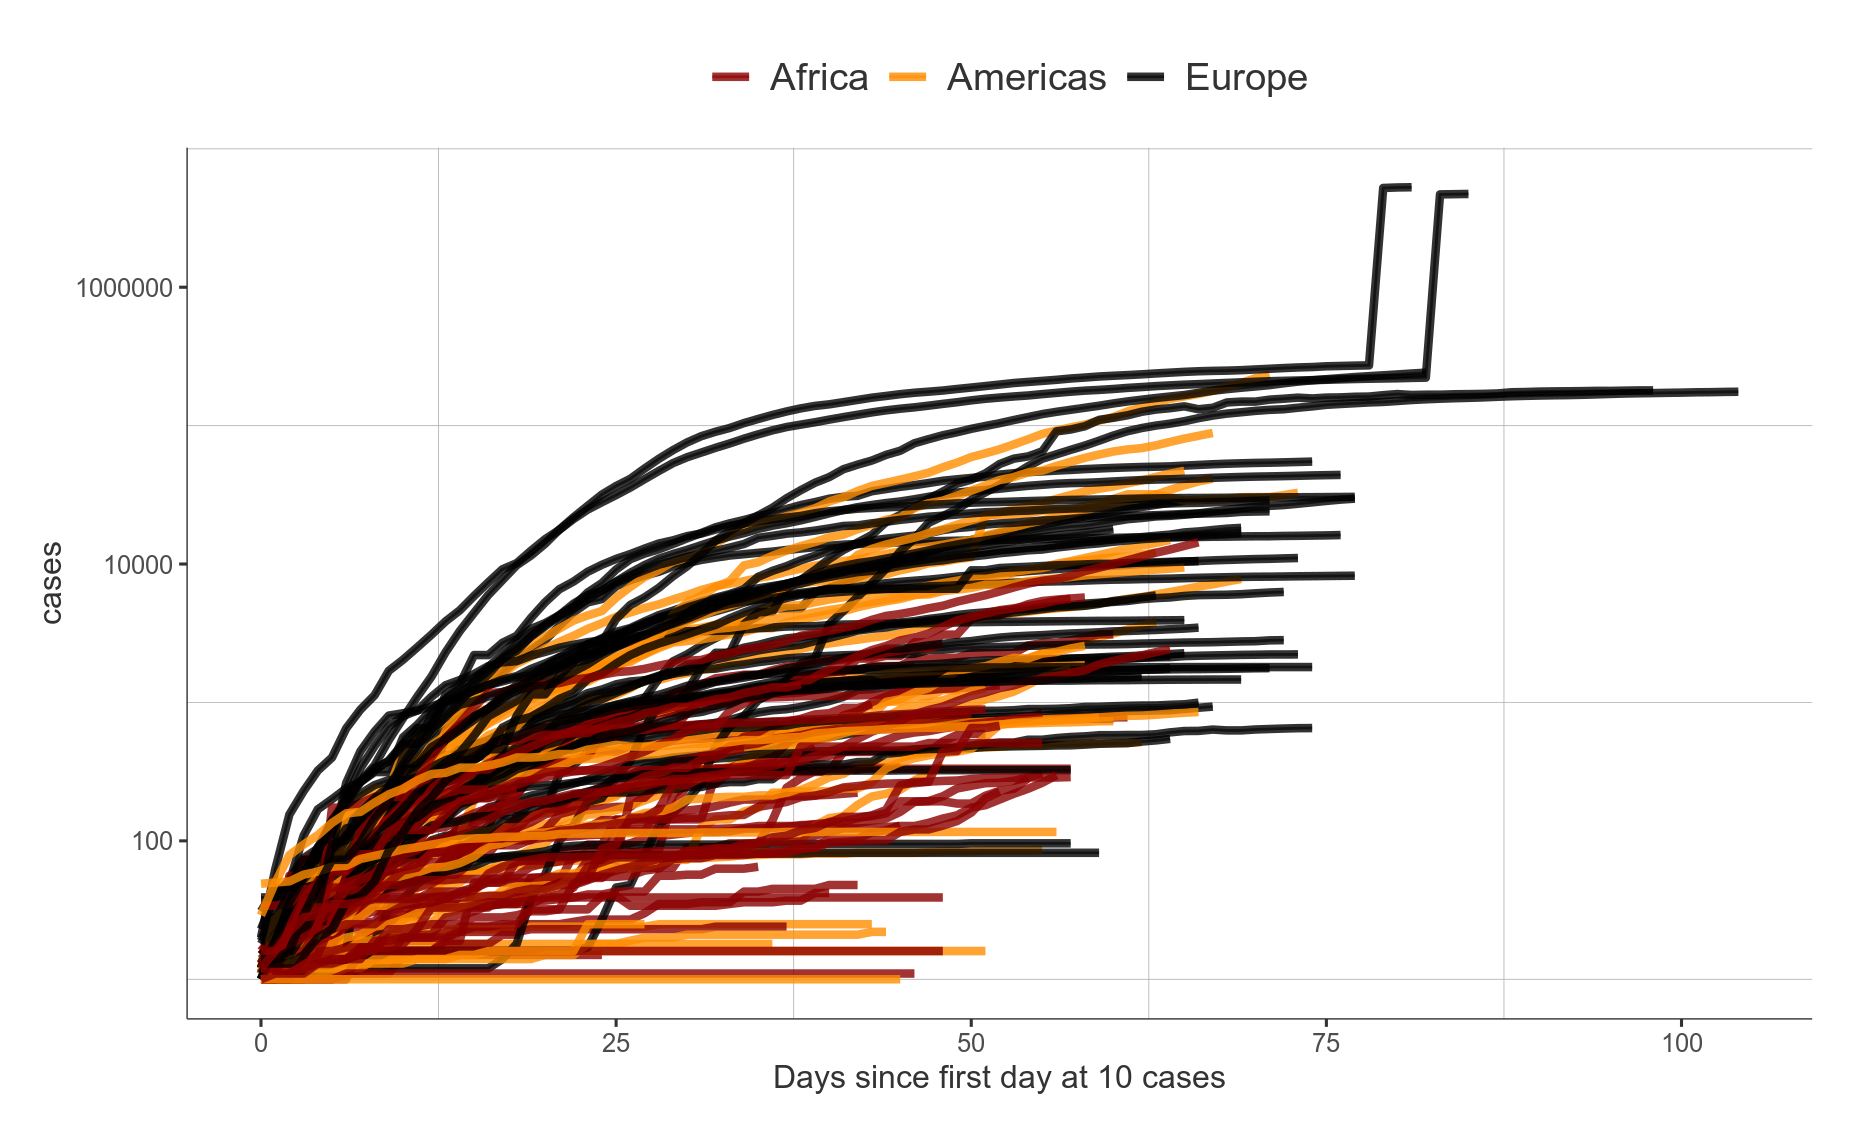 Africa Americas Europe
1000000
10000
100
cases
0 25 50 75 100
Days since first day at 10 cases